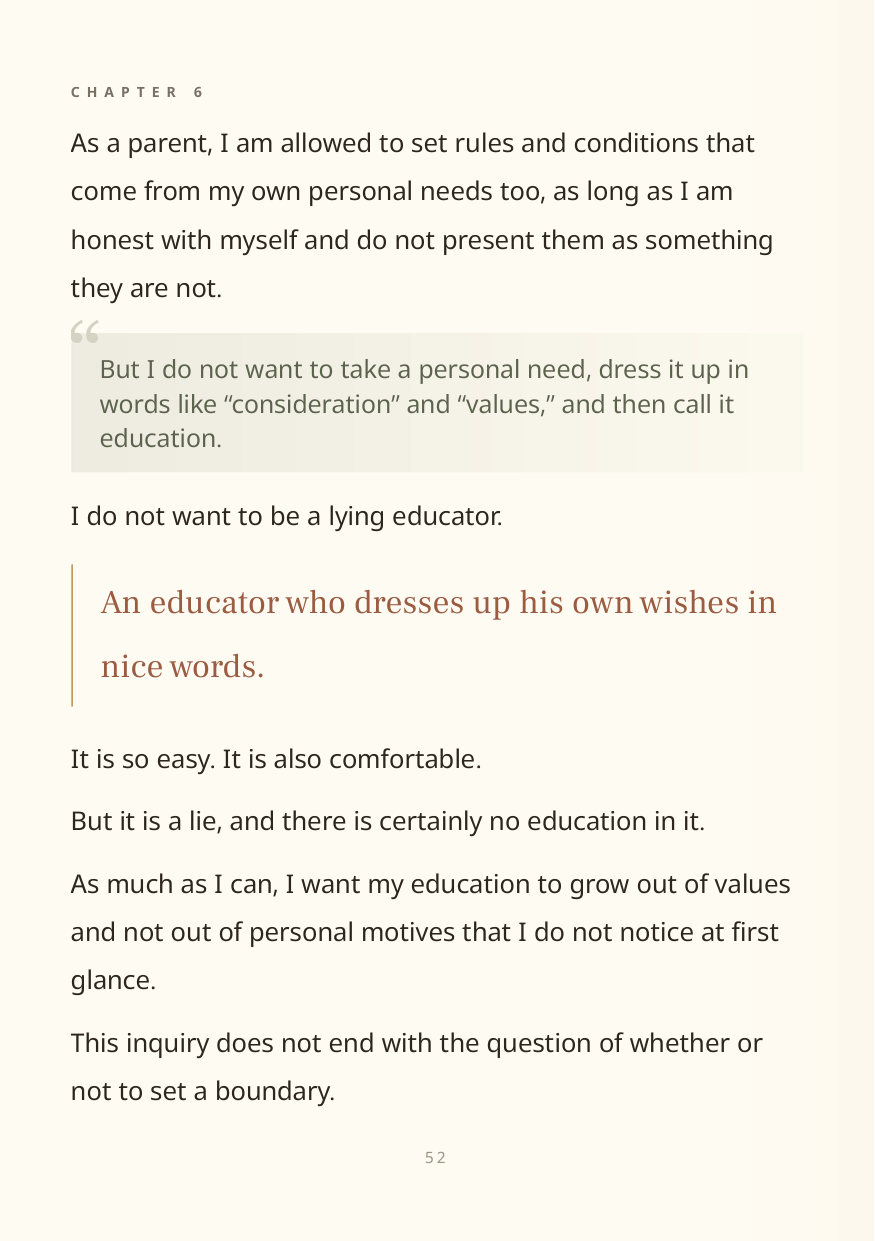 CHAPTER 6
As a parent, I am allowed to set rules and conditions that
come from my own personal needs too, as long as I am
honest with myself and do not present them as something
they are not.
“
But I do not want to take a personal need, dress it up in
words like “consideration” and “values,” and then call it
education.
I do not want to be a lying educator.
An educator who dresses up his own wishes in
nice words.
It is so easy. It is also comfortable.
But it is a lie, and there is certainly no education in it.
As much as I can, I want my education to grow out of values
and not out of personal motives that I do not notice at first
glance.
This inquiry does not end with the question of whether or
not to set a boundary.
52